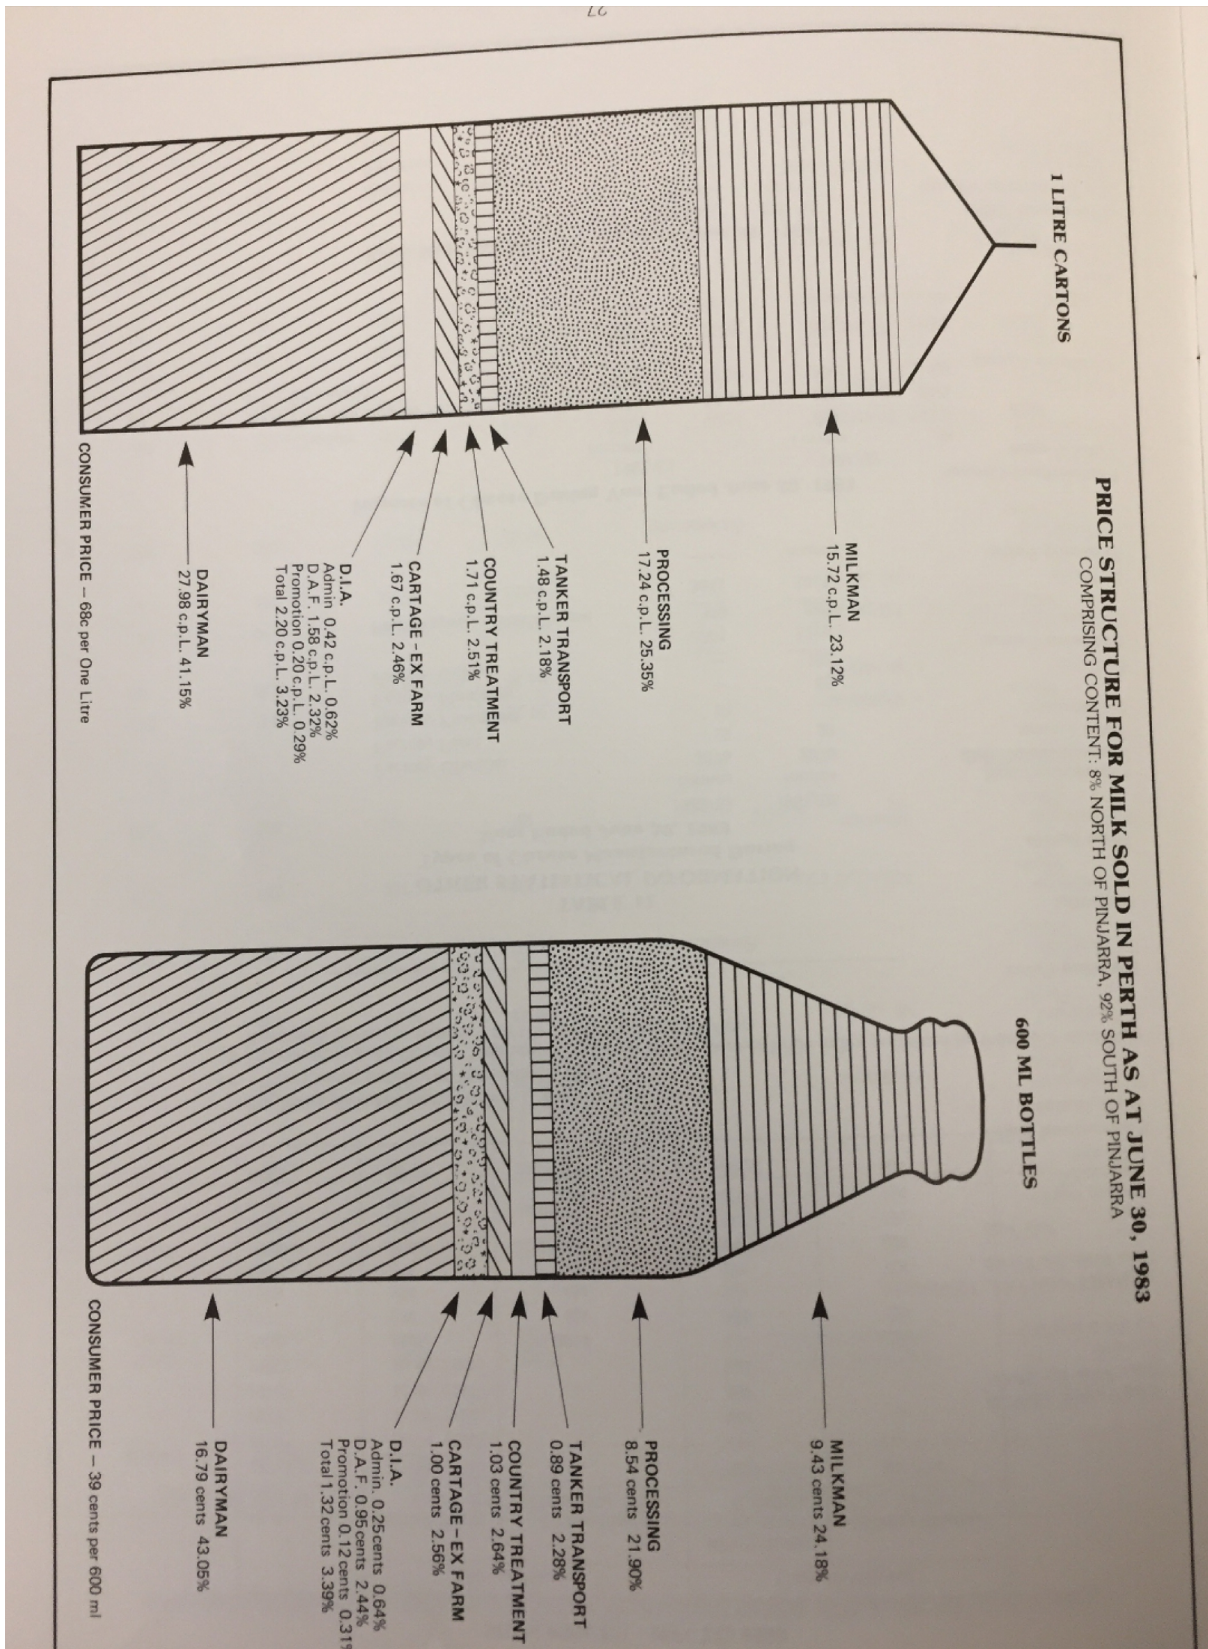 27
PRICE STRUCTURE FOR MILK SOLD IN PERTH AS AT JUNE 30, 1983
COMPRISING CONTENT: 8% NORTH OF PINJARRA, 92% SOUTH OF PINJARRA
1 LITRE CARTONS
MILKMAN
15.72 c.p.L. 23.12%
PROCESSING
17.24 c.p.L. 25.35%
TANKER TRANSPORT
1.48 c.p.L. 2.18%
COUNTRY TREATMENT
1.71 c.p.L. 2.51%
CARTAGE – EX FARM
1.67 c.p.L. 2.46%
D.I.A.
Admin 0.42 c.p.L. 0.62%
D.A.F. 1.58 c.p.L. 2.32%
Promotion 0.20 c.p.L. 0.29%
Total 2.20 c.p.L. 3.23%
DAIRYMAN
27.98 c.p.L. 41.15%
CONSUMER PRICE – 68c per One Litre
600 ML BOTTLES
MILKMAN
9.43 cents 24.18%
PROCESSING
8.54 cents 21.90%
TANKER TRANSPORT
0.89 cents 2.28%
COUNTRY TREATMENT
1.03 cents 2.64%
CARTAGE – EX FARM
1.00 cents 2.56%
D.I.A.
Admin. 0.25 cents 0.64%
D.A.F. 0.95 cents 2.44%
Promotion 0.12 cents 0.31%
Total 1.32 cents 3.39%
DAIRYMAN
16.79 cents 43.05%
CONSUMER PRICE – 39 cents per 600 ml